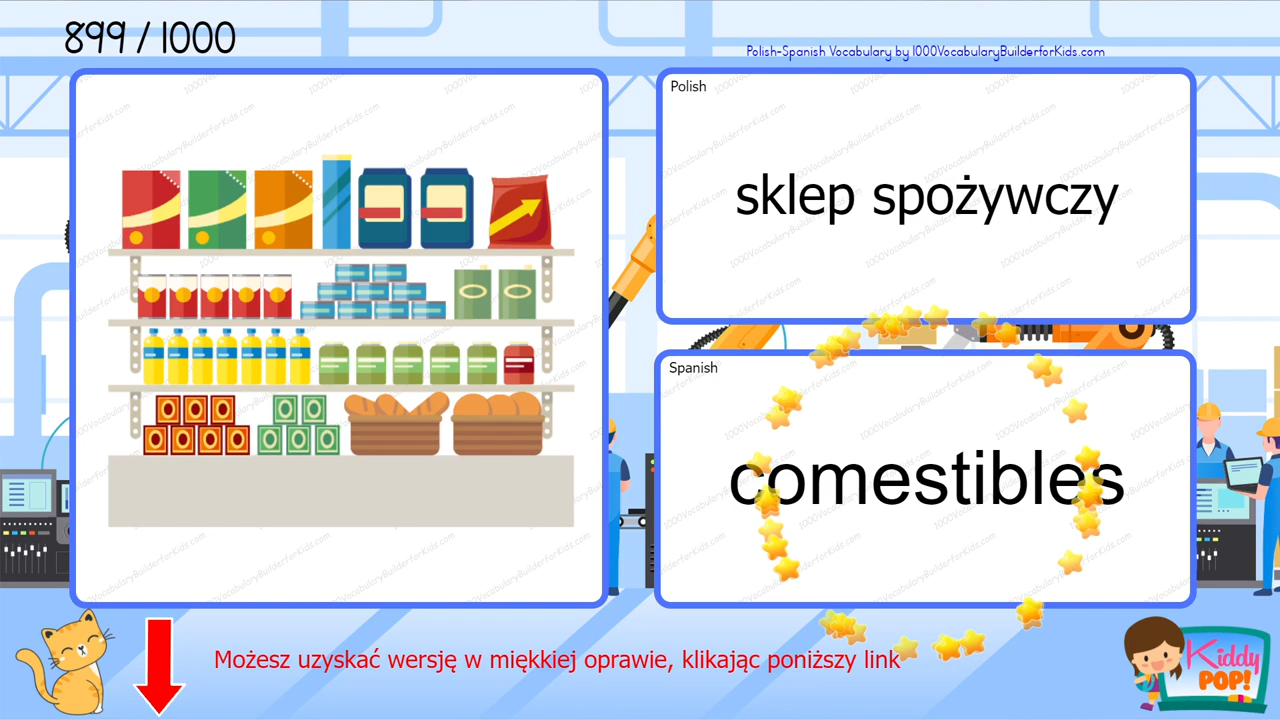 899 / 1000
Polish-Spanish Vocabulary by 1000VocabularyBuilderforKids.com
Polish
sklep spożywczy
Spanish
comestibles
Możesz uzyskać wersję w miękkiej oprawie, klikając poniższy link
Kiddy
POP!